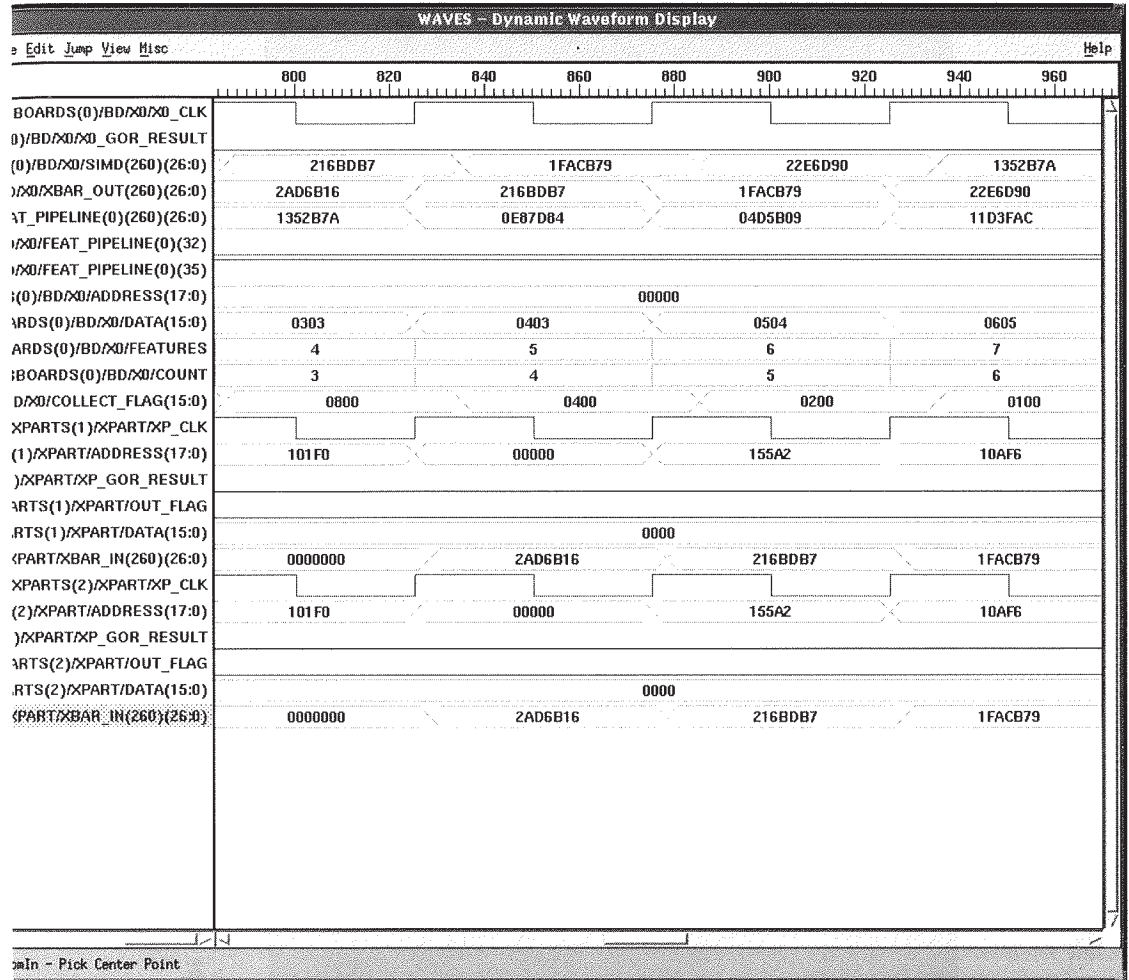 WAVES – Dynamic Waveform Display
e Edit Jump View Misc Help
800 820 840 860 880 900 920 940 960
BOARDS(0)/BD/X0/X0_CLK
0)/BD/X0/X0_GOR_RESULT
(0)/BD/X0/SIMD(260)(26:0) 216BDB7 1FACB79 22E6D90 1352B7A
)/X0/XBAR_OUT(260)(26:0) 2AD6B16 216BDB7 1FACB79 22E6D90
AT_PIPELINE(0)(260)(26:0) 1352B7A 0E87D84 04D5B09 11D3FAC
/X0/FEAT_PIPELINE(0)(32)
/X0/FEAT_PIPELINE(0)(35)
(0)/BD/X0/ADDRESS(17:0) 00000
ARDS(0)/BD/X0/DATA(15:0) 0303 0403 0504 0605
ARDS(0)/BD/X0/FEATURES 4 5 6 7
BOARDS(0)/BD/X0/COUNT 3 4 5 6
D/X0/COLLECT_FLAG(15:0) 0800 0400 0200 0100
XPARTS(1)/XPART/XP_CLK
(1)/XPART/ADDRESS(17:0) 101F0 00000 155A2 10AF6
)/XPART/XP_GOR_RESULT
ARTS(1)/XPART/OUT_FLAG
RTS(1)/XPART/DATA(15:0) 0000
XPART/XBAR_IN(260)(26:0) 0000000 2AD6B16 216BDB7 1FACB79
XPARTS(2)/XPART/XP_CLK
(2)/XPART/ADDRESS(17:0) 101F0 00000 155A2 10AF6
)/XPART/XP_GOR_RESULT
ARTS(2)/XPART/OUT_FLAG
RTS(2)/XPART/DATA(15:0) 0000
XPART/XBAR_IN(260)(26:0) 0000000 2AD6B16 216BDB7 1FACB79
omIn - Pick Center Point